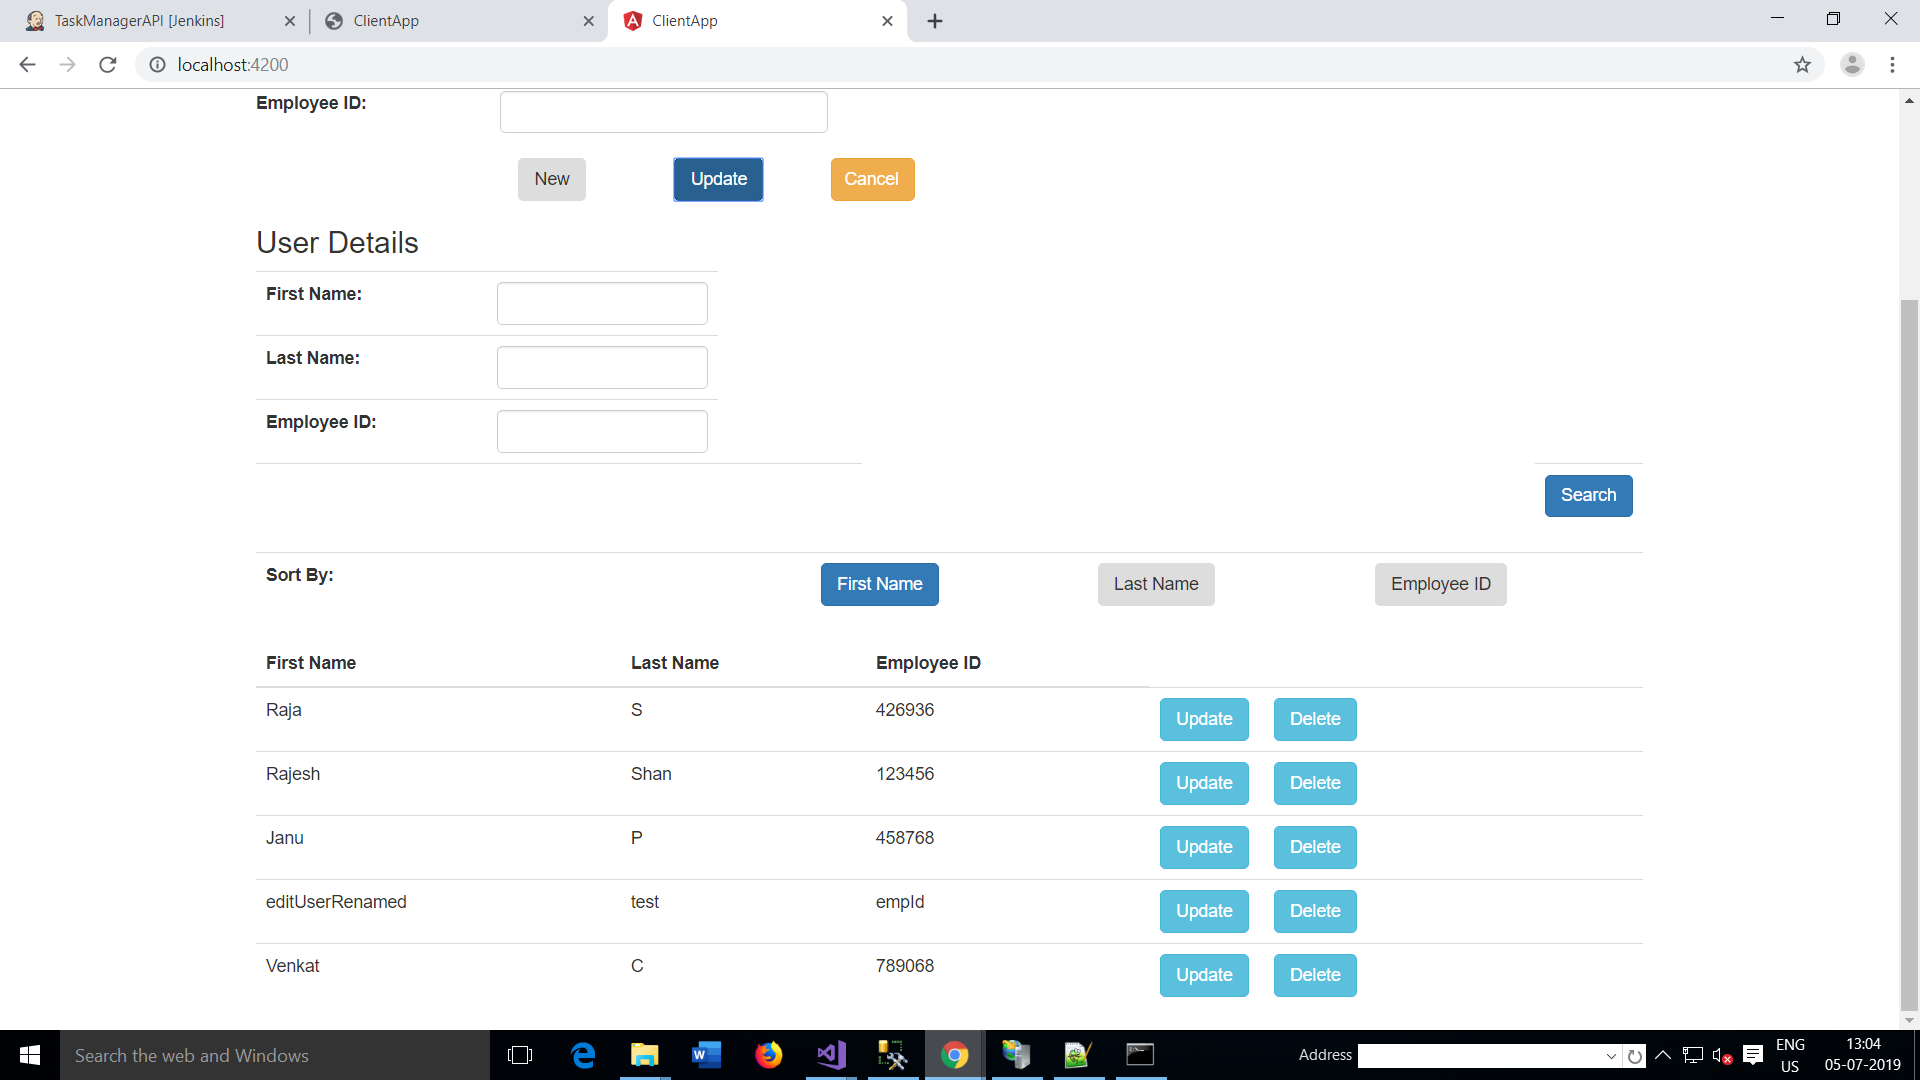 TaskManagerAPI [Jenkins]
ClientApp
ClientApp
localhost:4200
Employee ID:
New Update Cancel
User Details
First Name:
Last Name:
Employee ID:
Search
Sort By: First Name Last Name Employee ID
First Name Last Name Employee ID
Raja S 426936 Update Delete
Rajesh Shan 123456 Update Delete
Janu P 458768 Update Delete
editUserRenamed test empId Update Delete
Venkat C 789068 Update Delete
Search the web and Windows
Address
ENG
US
13:04
05-07-2019